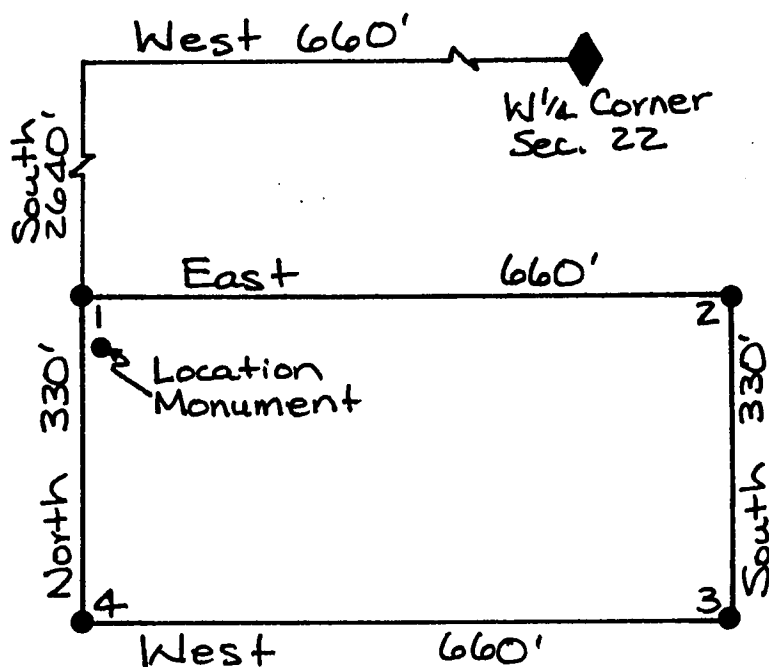 West 660'
W 1/4 Corner
Sec. 22
South
2640'
East 660'
1
2
Location
Monument
North 330'
South 330'
4
3
West 660'